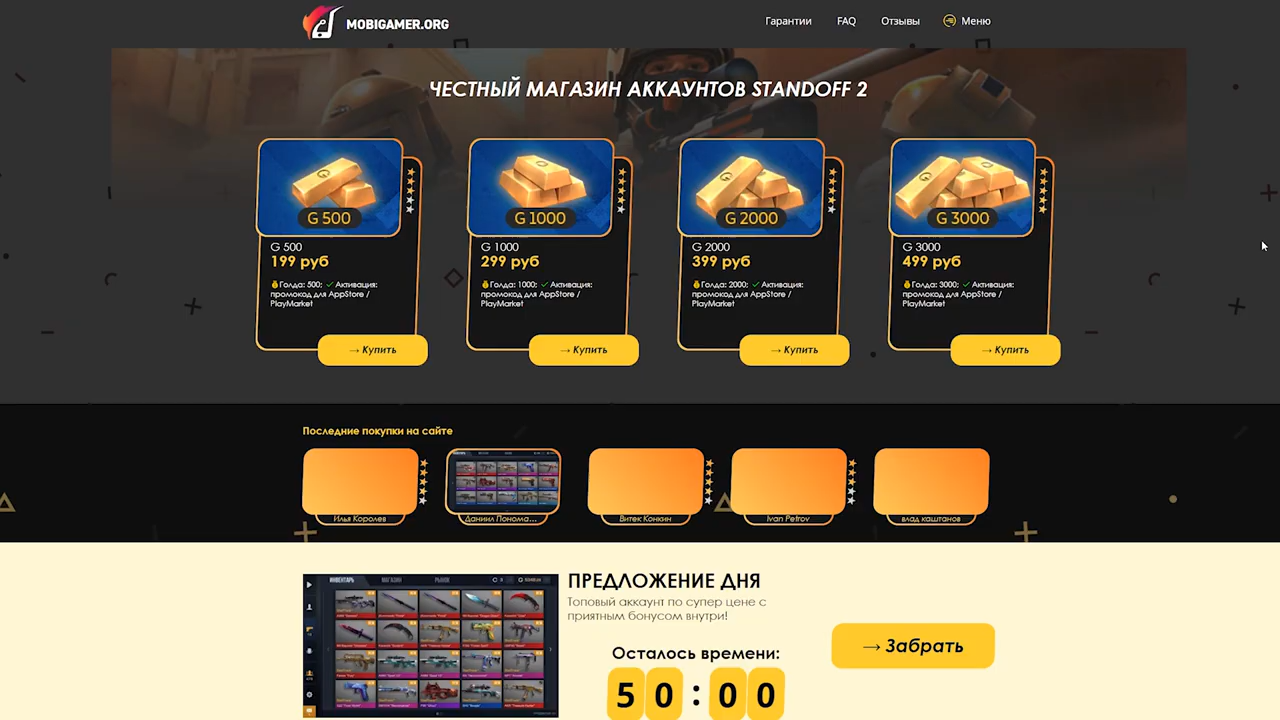 MOBIGAMER.ORG
Гарантии FAQ Отзывы Меню
ЧЕСТНЫЙ МАГАЗИН АККАУНТОВ STANDOFF 2
G 500
G 1000
G 2000
G 3000
G 500
199 руб
Голда: 500; ✓ Активация:
промокод для AppStore /
PlayMarket
→ Купить
G 1000
299 руб
Голда: 1000; ✓ Активация:
промокод для AppStore /
PlayMarket
→ Купить
G 2000
399 руб
Голда: 2000; ✓ Активация:
промокод для AppStore /
PlayMarket
→ Купить
G 3000
499 руб
Голда: 3000; ✓ Активация:
промокод для AppStore /
PlayMarket
→ Купить
Последние покупки на сайте
Илья Королев
Даниил Понома...
Витек Конкин
Ivan Petrov
влад каштанов
ИНВЕНТАРЬ МАГАЗИН РЫНОК
ПРЕДЛОЖЕНИЕ ДНЯ
Топовый аккаунт по супер цене с
приятным бонусом внутри!
Осталось времени:
50:00
→ Забрать